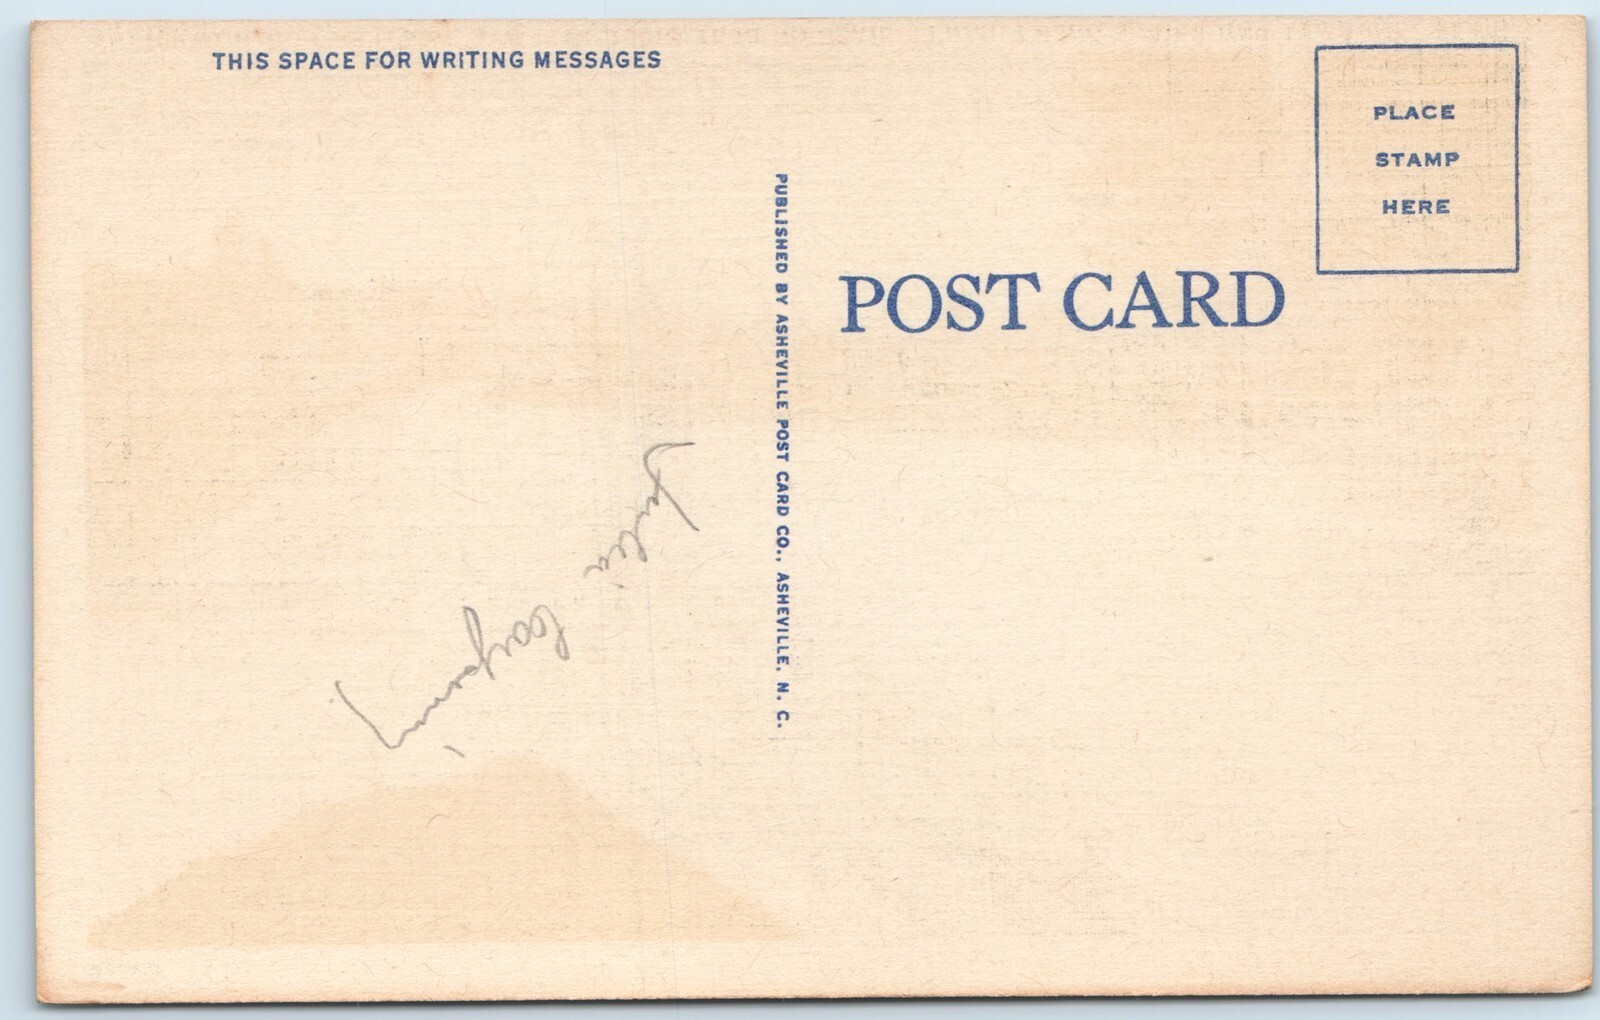 THIS SPACE FOR WRITING MESSAGES
PLACE
STAMP
HERE
POST CARD
PUBLISHED BY ASHEVILLE POST CARD CO., ASHEVILLE, N. C.